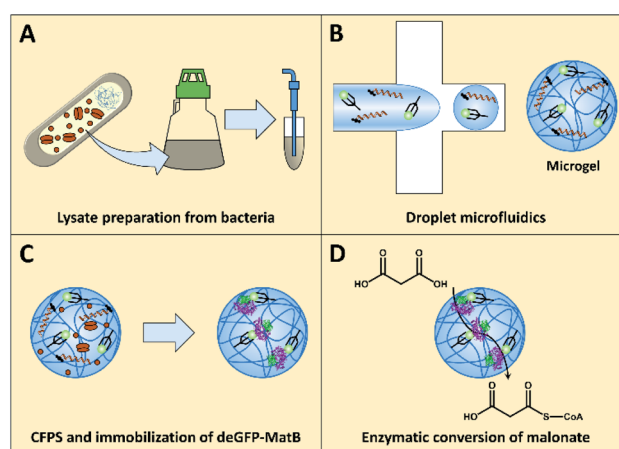 A
Lysate preparation from bacteria
B
Microgel
Droplet microfluidics
C
CFPS and immobilization of deGFP-MatB
D
O O
HO OH
O O
HO S CoA
Enzymatic conversion of malonate